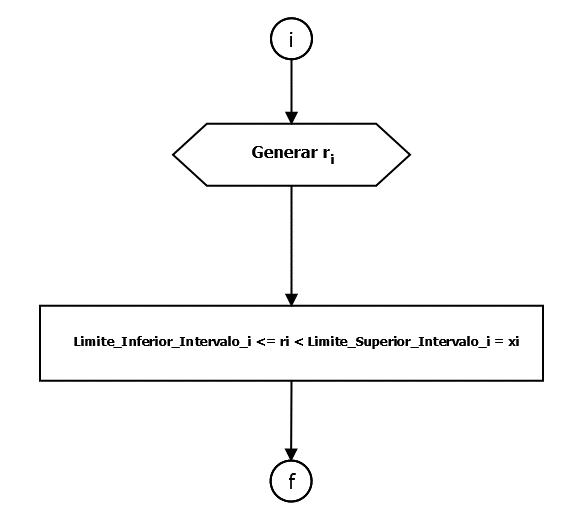 i
Generar ri
Limite_Inferior_Intervalo_i <= ri < Limite_Superior_Intervalo_i = xi
f